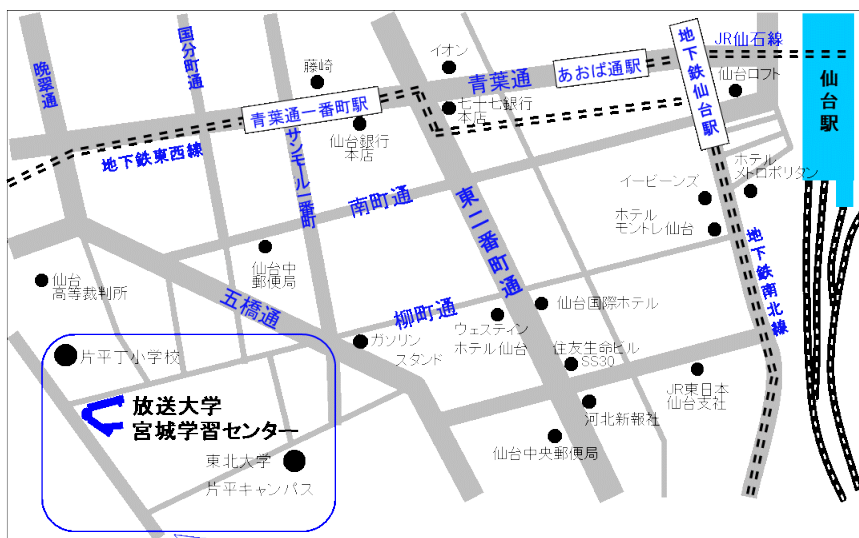 JR仙石線
国分町通
晩翠通
藤崎
イオン
青葉通
あおば通駅
地下鉄仙台駅
仙台ロフト
仙台駅
青葉通一番町駅
七十七銀行
本店
仙台銀行
本店
地下鉄東西線
サンモール一番町
南町通
東二番町通
イービーンズ
ホテル
メトロポリタン
ホテル
モントレ仙台
地下鉄南北線
仙台中
郵便局
仙台
高等裁判所
五橋通
柳町通
仙台国際ホテル
ウェスティン
ホテル仙台
ガソリン
スタンド
住友生命ビル
SS30
JR東日本
仙台支社
片平丁小学校
放送大学
宮城学習センター
河北新報社
仙台中央郵便局
東北大学
片平キャンパス